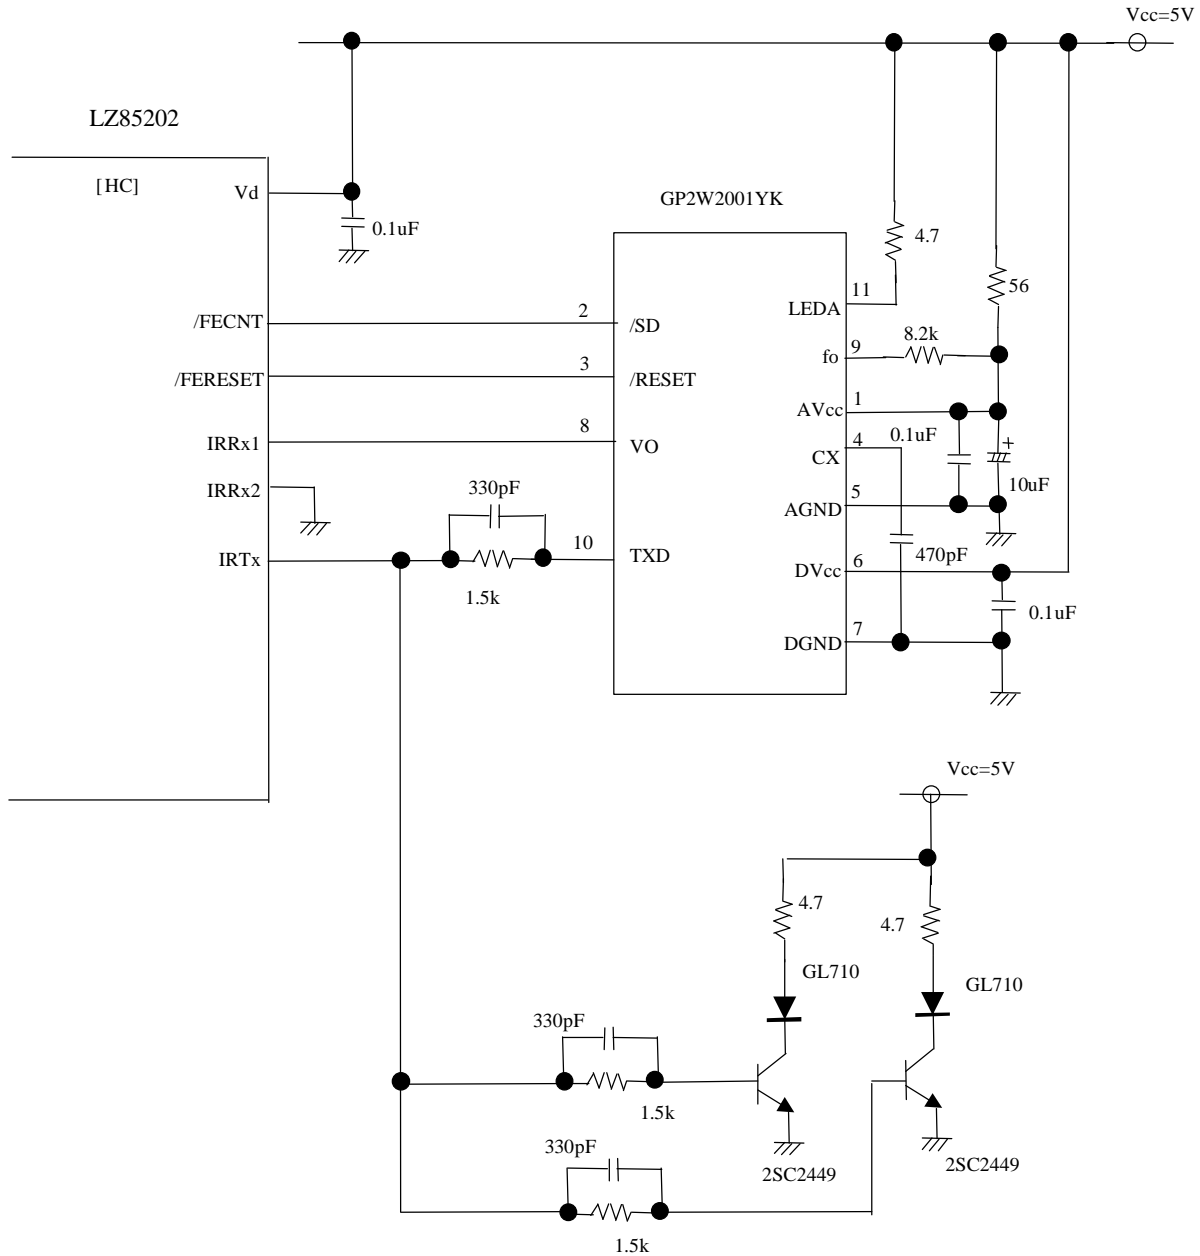 Vcc=5V
LZ85202
[HC]
Vd
0.1uF
GP2W2001YK
4.7
56
11
LEDA
/FECNT
2
/SD
8.2k
9
fo
/FERESET
3
/RESET
1
AVcc
IRRx1
8
VO
4
0.1uF
+
CX
IRRx2
330pF
5
10uF
AGND
IRTx
10
TXD
470pF
6
DVcc
1.5k
0.1uF
7
DGND
Vcc=5V
4.7
4.7
GL710
GL710
330pF
1.5k
330pF
2SC2449
2SC2449
1.5k